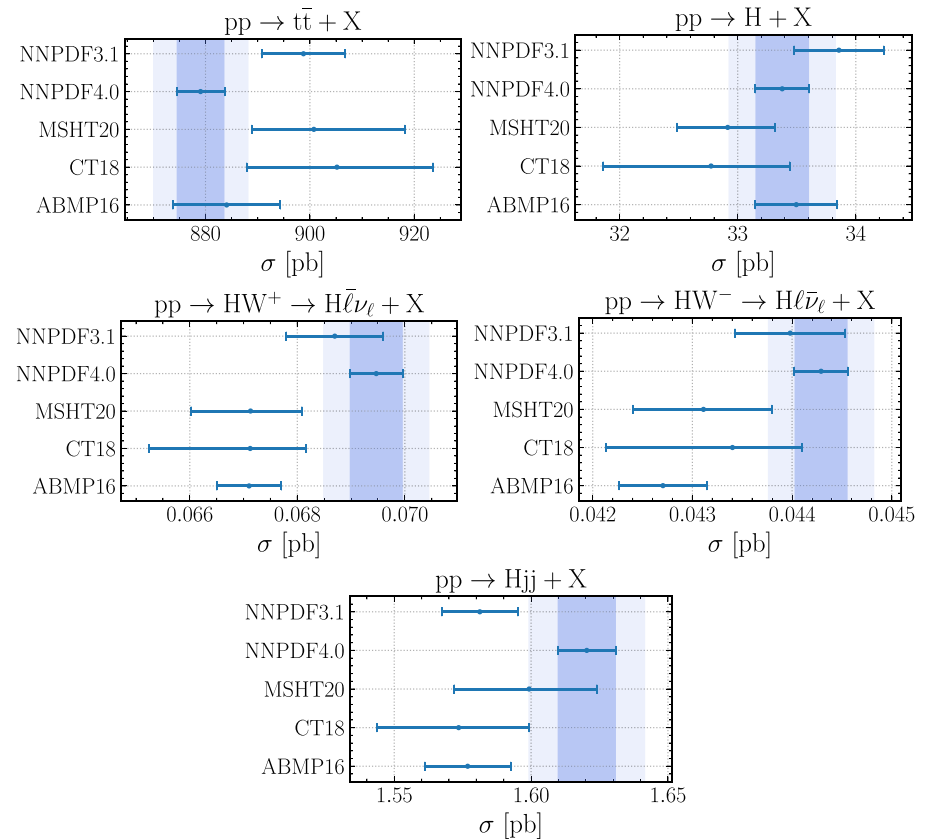 pp → tt̄ + X
NNPDF3.1
NNPDF4.0
MSHT20
CT18
ABMP16
880 900 920
σ [pb]
pp → H + X
NNPDF3.1
NNPDF4.0
MSHT20
CT18
ABMP16
32 33 34
σ [pb]
pp → HW⁺ → Hℓ̄ν_ℓ + X
NNPDF3.1
NNPDF4.0
MSHT20
CT18
ABMP16
0.066 0.068 0.070
σ [pb]
pp → HW⁻ → Hℓν̄_ℓ + X
NNPDF3.1
NNPDF4.0
MSHT20
CT18
ABMP16
0.042 0.043 0.044 0.045
σ [pb]
pp → Hjj + X
NNPDF3.1
NNPDF4.0
MSHT20
CT18
ABMP16
1.55 1.60 1.65
σ [pb]